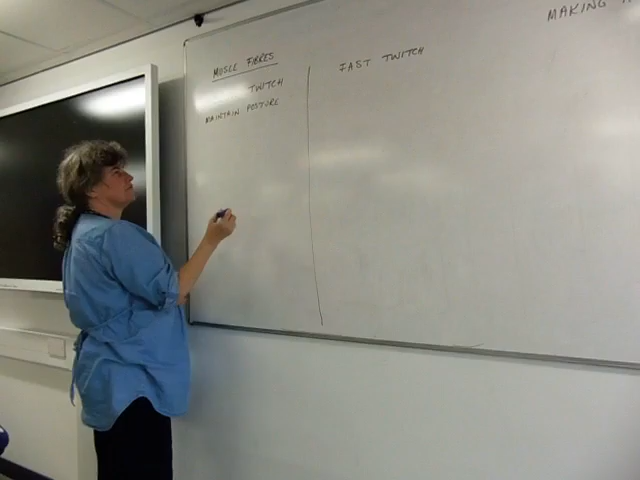 MUSCLE FIBRES
TWITCH
MAINTAIN POSTURE
FAST TWITCH
MAKING